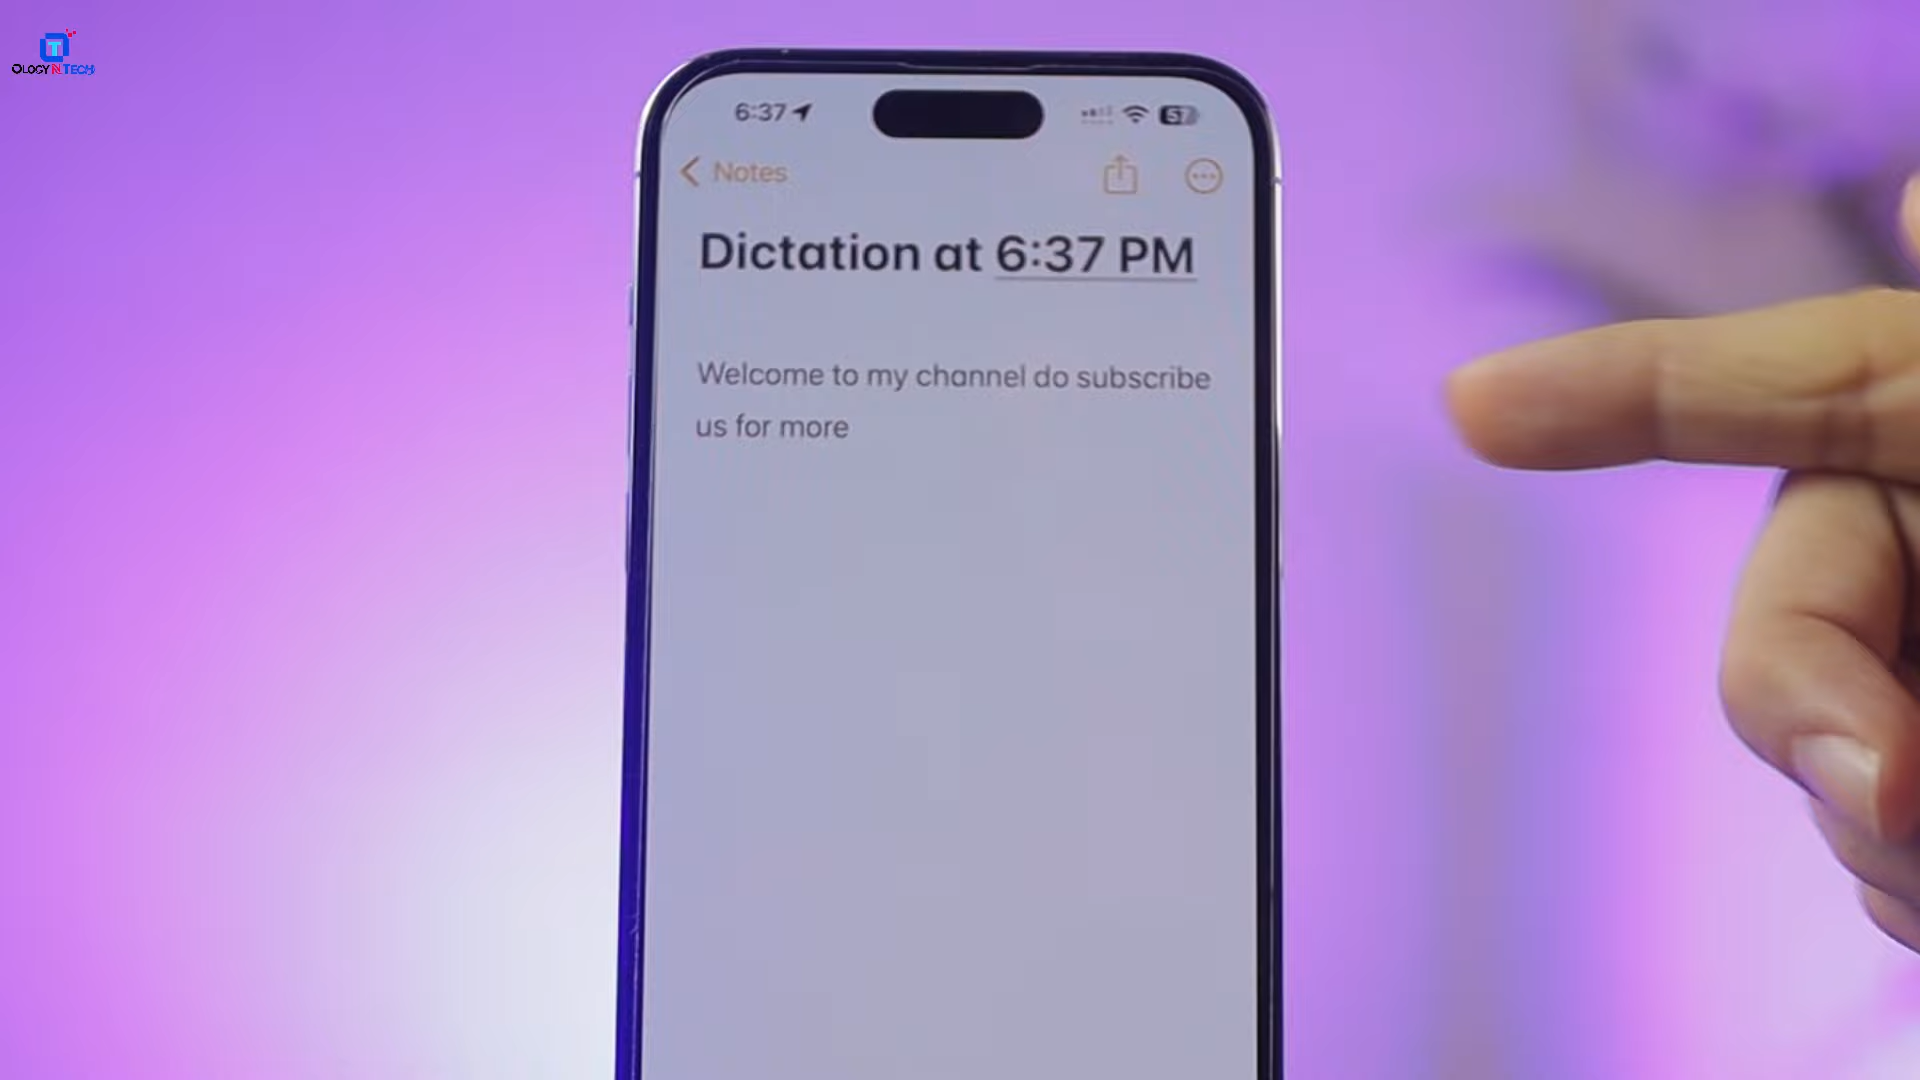 OLOGY N TECH
6:37
57
Notes
Dictation at 6:37 PM
Welcome to my channel do subscribe
us for more